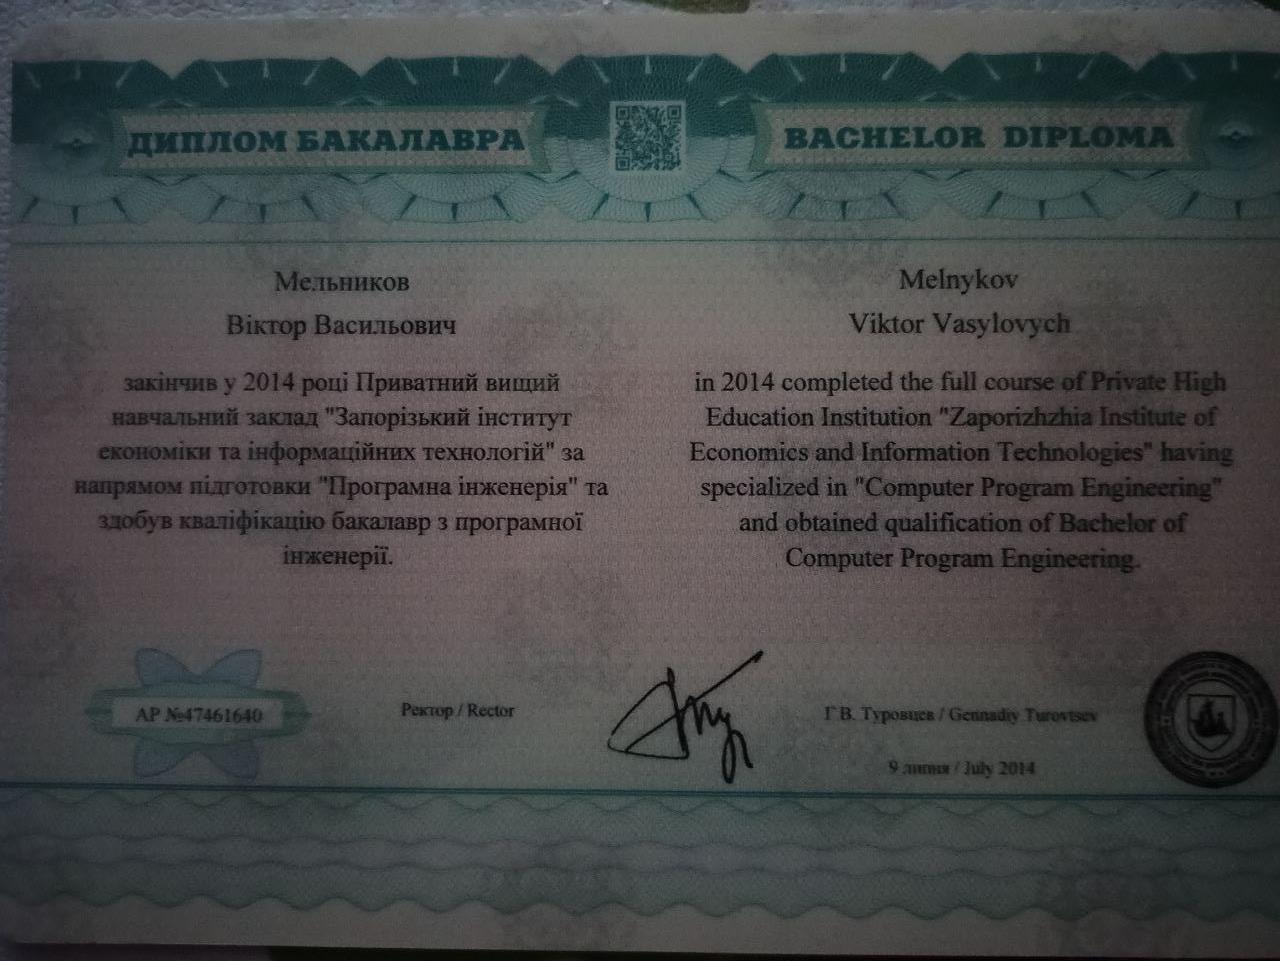 ДИПЛОМ БАКАЛАВРА
Мельников
Віктор Васильович
закінчив у 2014 році Приватний вищий
навчальний заклад "Запорізький інститут
економіки та інформаційних технологій" за
напрямом підготовки "Програмна інженерія" та
здобув кваліфікацію бакалавр з програмної
інженерії.
BACHELOR DIPLOMA
Melnykov
Viktor Vasylovych
in 2014 completed the full course of Private High
Education Institution "Zaporizhzhia Institute of
Economics and Information Technologies" having
specialized in "Computer Program Engineering"
and obtained qualification of Bachelor of
Computer Program Engineering.
АР №47461640
Ректор / Rector
Г.В. Туровцев / Gennadiy Turovtsev
9 липня / July 2014